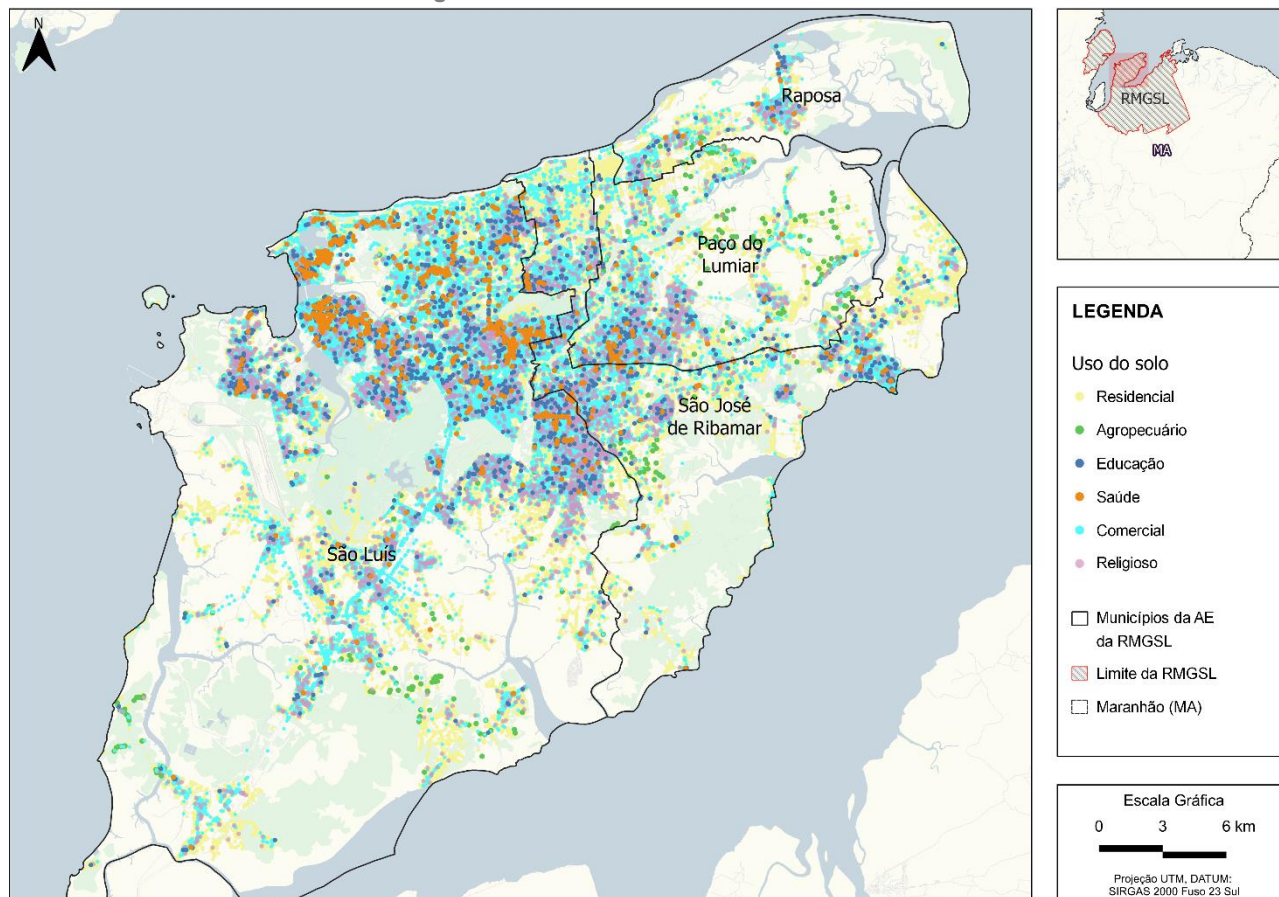 N
Raposa
Paço do
Lumiar
São José
de Ribamar
São Luís
RMGSL
MA
LEGENDA
Uso do solo
Residencial
Agropecuário
Educação
Saúde
Comercial
Religioso
Municípios da AE
da RMGSL
Limite da RMGSL
Maranhão (MA)
Escala Gráfica
0 3 6 km
Projeção UTM, DATUM:
SIRGAS 2000 Fuso 23 Sul